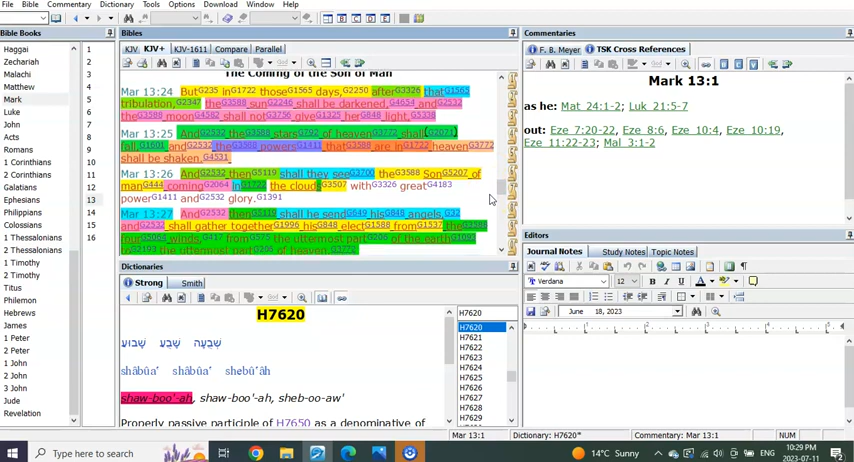 File Bible Commentary Dictionary Tools Options Download Window Help
B C D E
Bible Books
Haggai
Zechariah
Malachi
Matthew
Mark
Luke
John
Acts
Romans
1 Corinthians
2 Corinthians
Galatians
Ephesians
Philippians
Colossians
1 Thessalonians
2 Thessalonians
1 Timothy
2 Timothy
Titus
Philemon
Hebrews
James
1 Peter
2 Peter
1 John
2 John
3 John
Jude
Revelation
1
2
3
4
5
6
7
8
9
10
11
12
13
14
15
16
Bibles
KJV KJV+ KJV-1611 Compare Parallel
The Coming of the Son of Man
Mar 13:24 But G235 in G1722 those G1565 days, G2250 after G3326 that G1565
tribulation, G2347 the G3588 sun G2246 shall be darkened, G4654 and G2532
the G3588 moon G4582 shall not G3756 give G1325 her G848 light, G5338
Mar 13:25 And G2532 the G3588 stars G792 of heaven G3772 shall (G2071)
fall, G1601 and G2532 the G3588 powers G1411 that G3588 are in G1722 heaven G3772
shall be shaken. G4531
Mar 13:26 And G2532 then G5119 shall they see G3700 the G3588 Son G5207 of
man G444 coming G2064 in G1722 the clouds G3507 with G3326 great G4183
power G1411 and G2532 glory. G1391
Mar 13:27 And G2532 then G5119 shall he send G649 his G848 angels, G32
and G2532 shall gather together G1996 his G848 elect G1588 from G1537 the G3588
four G5064 winds, G417 from G575 the uttermost part G206 of the earth G1093
to G2193 the uttermost part G206 of heaven. G3772
Dictionaries
Strong Smith
H7620
שְׁבֻעָה שָׁבֻעַ שָׁבוּעַ
shâbûa‛ shâbûa‛ shebû‛âh
shaw-boo'-ah, shaw-boo'-ah, sheb-oo-aw'
Properly passive participle of H7650 as a denominative of
H7620
H7620
H7621
H7622
H7623
H7624
H7625
H7626
H7627
H7628
H7629
Commentaries
F. B. Meyer TSK Cross References
Mark 13:1
as he: Mat 24:1-2; Luk 21:5-7
out: Eze 7:20-22, Eze 8:6, Eze 10:4, Eze 10:19,
Eze 11:22-23; Mal 3:1-2
Editors
Journal Notes Study Notes Topic Notes
Verdana 12 B I U A
June 18, 2023
1 2 3 4 5
Mar 13:1 Dictionary: H7620* Commentary: Mar 13:1 NUM
Type here to search
14°C Sunny
ENG
10:29 PM
2023-07-11
2